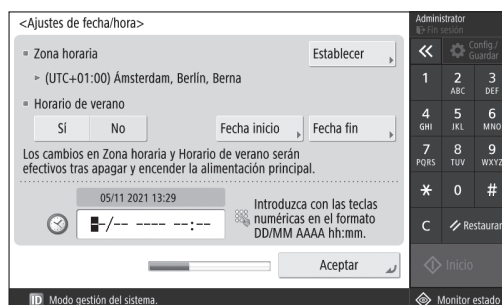 <Ajustes de fecha/hora>
Zona horaria
Establecer
(UTC+01:00) Ámsterdam, Berlín, Berna
Horario de verano
Sí No Fecha inicio Fecha fin
Los cambios en Zona horaria y Horario de verano serán
efectivos tras apagar y encender la alimentación principal.
05/11 2021 13:29
-/-- ---- --:--
Introduzca con las teclas
numéricas en el formato
DD/MM AAAA hh:mm.
Aceptar
ID Modo gestión del sistema.
Administrator
Fin sesión
Config./
Guardar
1 2 3
ABC DEF
4 5 6
GHI JKL MNO
7 8 9
PQRS TUV WXYZ
* 0 #
C Restaurar
Inicio
Monitor estado